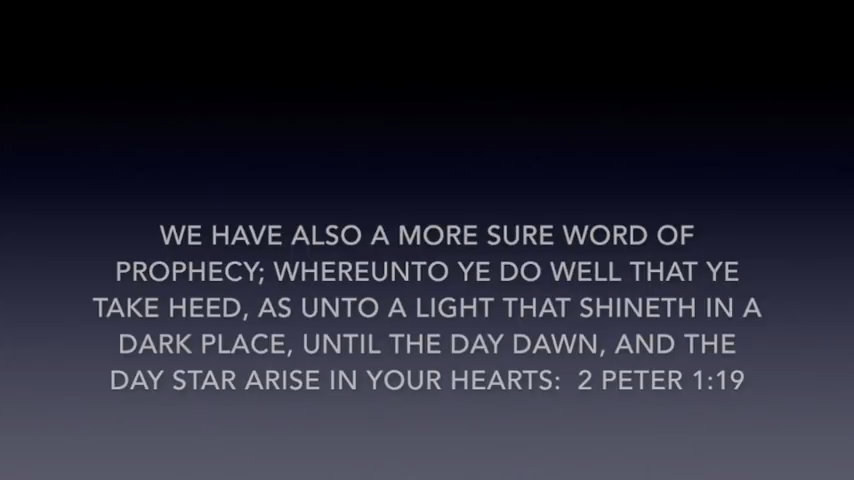 WE HAVE ALSO A MORE SURE WORD OF
PROPHECY; WHEREUNTO YE DO WELL THAT YE
TAKE HEED, AS UNTO A LIGHT THAT SHINETH IN A
DARK PLACE, UNTIL THE DAY DAWN, AND THE
DAY STAR ARISE IN YOUR HEARTS:  2 PETER 1:19